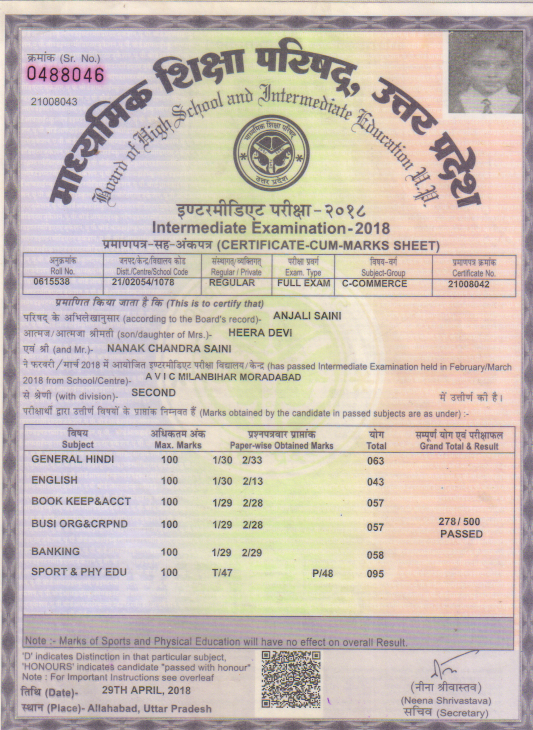 क्रमांक (Sr. No.)
0488046
21008043
माध्यमिक शिक्षा परिषद्, उत्तर प्रदेश
Board of High School and Intermediate Education U.P.
माध्यमिक शिक्षा परिषद्
उत्तर प्रदेश
इण्टरमीडिएट परीक्षा-२०१८
Intermediate Examination-2018
प्रमाणपत्र-सह-अंकपत्र (CERTIFICATE-CUM-MARKS SHEET)
अनुक्रमांक जनपद/केन्द्र/विद्यालय कोड संस्थागत/व्यक्तिगत परीक्षा प्रवर्ग विषय-वर्ग प्रमाणपत्र क्रमांक
Roll No. Distt./Centre/School Code Regular / Private Exam. Type Subject-Group Certificate No.
0615538 21/02054/1078 REGULAR FULL EXAM C-COMMERCE 21008042
प्रमाणित किया जाता है कि (This is to certify that)
परिषद् के अभिलेखानुसार (according to the Board's record)- ANJALI SAINI
आत्मज/आत्मजा श्रीमती (son/daughter of Mrs.)- HEERA DEVI
एवं श्री (and Mr.)- NANAK CHANDRA SAINI
ने फरवरी/मार्च 2018 में आयोजित इण्टरमीडिएट परीक्षा विद्यालय/केन्द्र (has passed Intermediate Examination held in February/March
2018 from School/Centre)- A V I C MILANBIHAR MORADABAD
से श्रेणी (with division)- SECOND में उत्तीर्ण की है।
परीक्षार्थी द्वारा उत्तीर्ण विषयों के प्राप्तांक निम्नवत हैं (Marks obtained by the candidate in passed subjects are as under) :-
विषय अधिकतम अंक प्रश्नपत्रवार प्राप्तांक योग सम्पूर्ण योग एवं परीक्षाफल
Subject Max. Marks Paper-wise Obtained Marks Total Grand Total & Result
GENERAL HINDI 100 1/30 2/33 063
ENGLISH 100 1/30 2/13 043
BOOK KEEP&ACCT 100 1/29 2/28 057
BUSI ORG&CRPND 100 1/29 2/28 057 278/500
PASSED
BANKING 100 1/29 2/29 058
SPORT & PHY EDU 100 T/47 P/48 095
Note :- Marks of Sports and Physical Education will have no effect on overall Result.
'D' indicates Distinction in that particular subject,
'HONOURS' indicates candidate "passed with honour"
Note : For Important Instructions see overleaf
तिथि (Date)- 29TH APRIL, 2018
स्थान (Place)- Allahabad, Uttar Pradesh
(नीना श्रीवास्तव)
(Neena Shrivastava)
सचिव (Secretary)